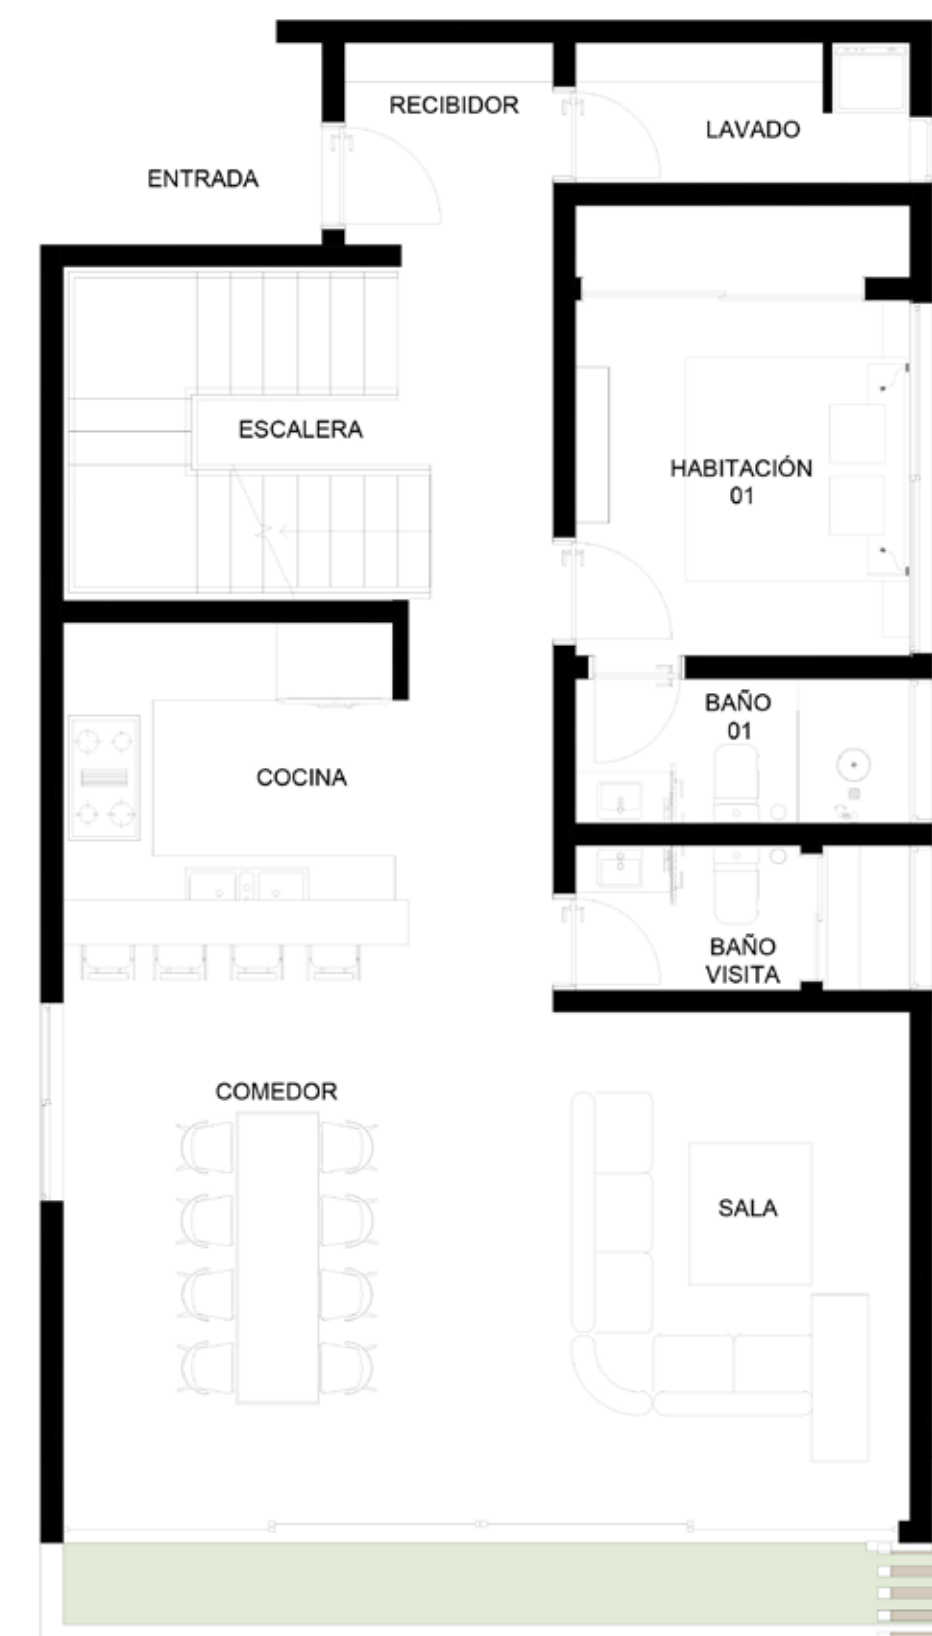 RECIBIDOR
LAVADO
ENTRADA
ESCALERA
HABITACIÓN
01
BAÑO
01
COCINA
BAÑO
VISITA
COMEDOR
SALA